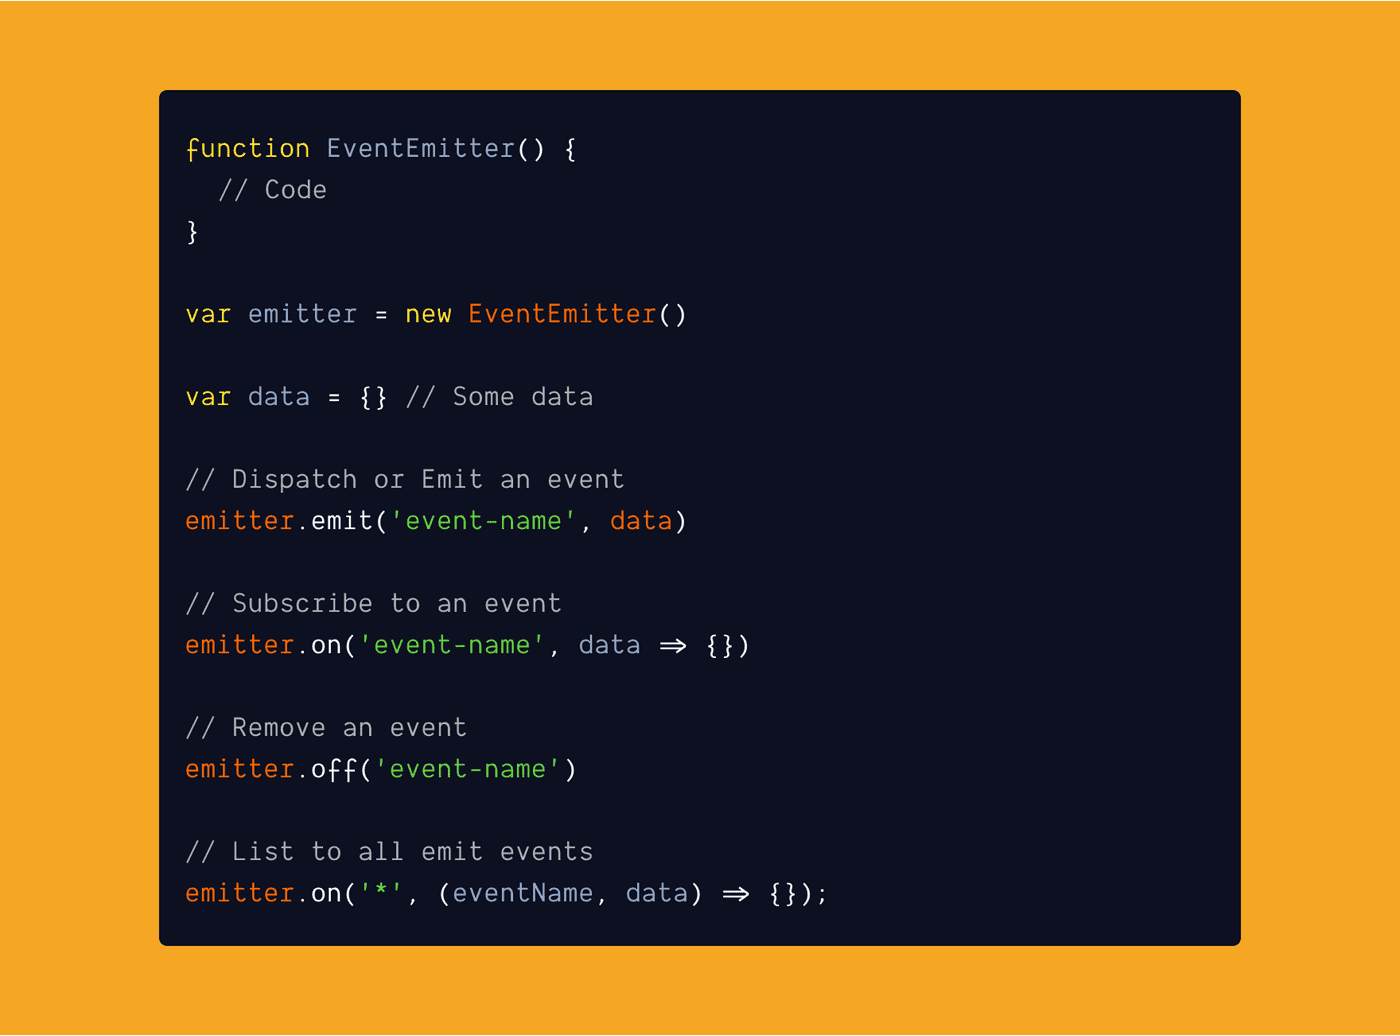 function EventEmitter() {
  // Code
}
var emitter = new EventEmitter()
var data = {} // Some data
// Dispatch or Emit an event
emitter.emit('event-name', data)
// Subscribe to an event
emitter.on('event-name', data => {})
// Remove an event
emitter.off('event-name')
// List to all emit events
emitter.on('*', (eventName, data) => {});